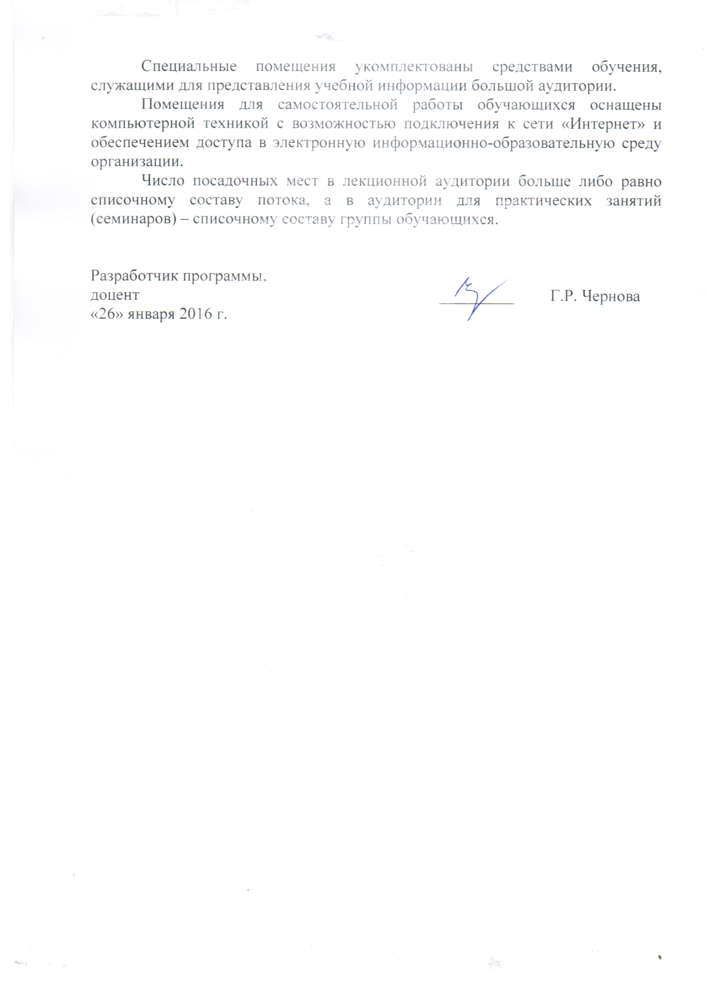 Специальные помещения укомплектованы средствами обучения,
служащими для представления учебной информации большой аудитории.
Помещения для самостоятельной работы обучающихся оснащены
компьютерной техникой с возможностью подключения к сети «Интернет» и
обеспечением доступа в электронную информационно-образовательную среду
организации.
Число посадочных мест в лекционной аудитории больше либо равно
списочному составу потока, а в аудитории для практических занятий
(семинаров) – списочному составу группы обучающихся.
Разработчик программы,
доцент Г.Р. Чернова
«26» января 2016 г.